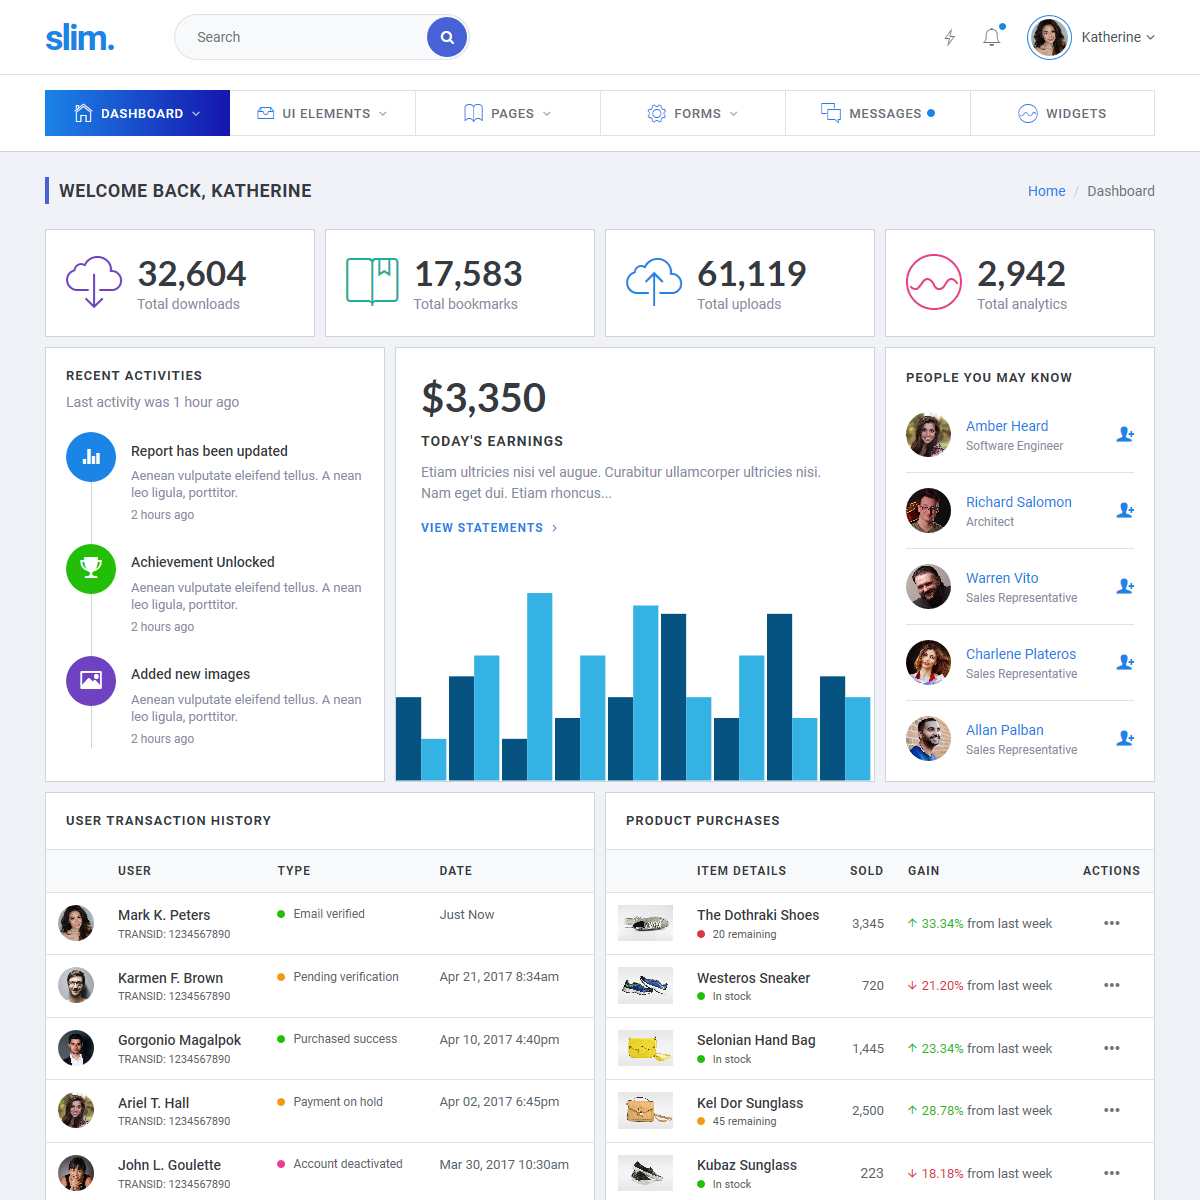 slim.
Search
Katherine
DASHBOARD
UI ELEMENTS
PAGES
FORMS
MESSAGES
WIDGETS
WELCOME BACK, KATHERINE
Home / Dashboard
32,604
Total downloads
17,583
Total bookmarks
61,119
Total uploads
2,942
Total analytics
RECENT ACTIVITIES
Last activity was 1 hour ago
Report has been updated
Aenean vulputate eleifend tellus. A nean
leo ligula, porttitor.
2 hours ago
Achievement Unlocked
Aenean vulputate eleifend tellus. A nean
leo ligula, porttitor.
2 hours ago
Added new images
Aenean vulputate eleifend tellus. A nean
leo ligula, porttitor.
2 hours ago
$3,350
TODAY'S EARNINGS
Etiam ultricies nisi vel augue. Curabitur ullamcorper ultricies nisi.
Nam eget dui. Etiam rhoncus...
VIEW STATEMENTS
PEOPLE YOU MAY KNOW
Amber Heard
Software Engineer
Richard Salomon
Architect
Warren Vito
Sales Representative
Charlene Plateros
Sales Representative
Allan Palban
Sales Representative
USER TRANSACTION HISTORY
USER TYPE DATE
Mark K. Peters Email verified Just Now
TRANSID: 1234567890
Karmen F. Brown Pending verification Apr 21, 2017 8:34am
TRANSID: 1234567890
Gorgonio Magalpok Purchased success Apr 10, 2017 4:40pm
TRANSID: 1234567890
Ariel T. Hall Payment on hold Apr 02, 2017 6:45pm
TRANSID: 1234567890
John L. Goulette Account deactivated Mar 30, 2017 10:30am
TRANSID: 1234567890
PRODUCT PURCHASES
ITEM DETAILS SOLD GAIN ACTIONS
The Dothraki Shoes 3,345 33.34% from last week
20 remaining
Westeros Sneaker 720 21.20% from last week
In stock
Selonian Hand Bag 1,445 23.34% from last week
In stock
Kel Dor Sunglass 2,500 28.78% from last week
45 remaining
Kubaz Sunglass 223 18.18% from last week
In stock